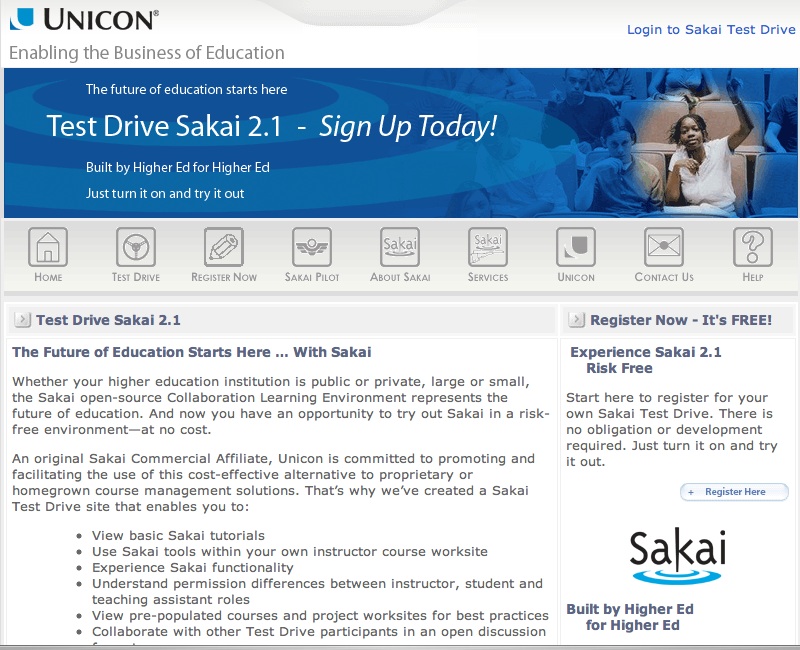 UNICON®
Enabling the Business of Education
Login to Sakai Test Drive
The future of education starts here
Test Drive Sakai 2.1 - Sign Up Today!
Built by Higher Ed for Higher Ed
Just turn it on and try it out
Sakai
Sakai
HOME
TEST DRIVE
REGISTER NOW
SAKAI PILOT
ABOUT SAKAI
SERVICES
UNICON
CONTACT US
HELP
Test Drive Sakai 2.1
The Future of Education Starts Here ... With Sakai
Whether your higher education institution is public or private, large or small,
the Sakai open-source Collaboration Learning Environment represents the
future of education. And now you have an opportunity to try out Sakai in a risk-
free environment—at no cost.
An original Sakai Commercial Affiliate, Unicon is committed to promoting and
facilitating the use of this cost-effective alternative to proprietary or
homegrown course management solutions. That’s why we’ve created a Sakai
Test Drive site that enables you to:
• View basic Sakai tutorials
• Use Sakai tools within your own instructor course worksite
• Experience Sakai functionality
• Understand permission differences between instructor, student and
teaching assistant roles
• View pre-populated courses and project worksites for best practices
• Collaborate with other Test Drive participants in an open discussion
Register Now - It's FREE!
Experience Sakai 2.1
Risk Free
Start here to register for your
own Sakai Test Drive. There is
no obligation or development
required. Just turn it on and try
it out.
+ Register Here
Sakai
Built by Higher Ed
for Higher Ed